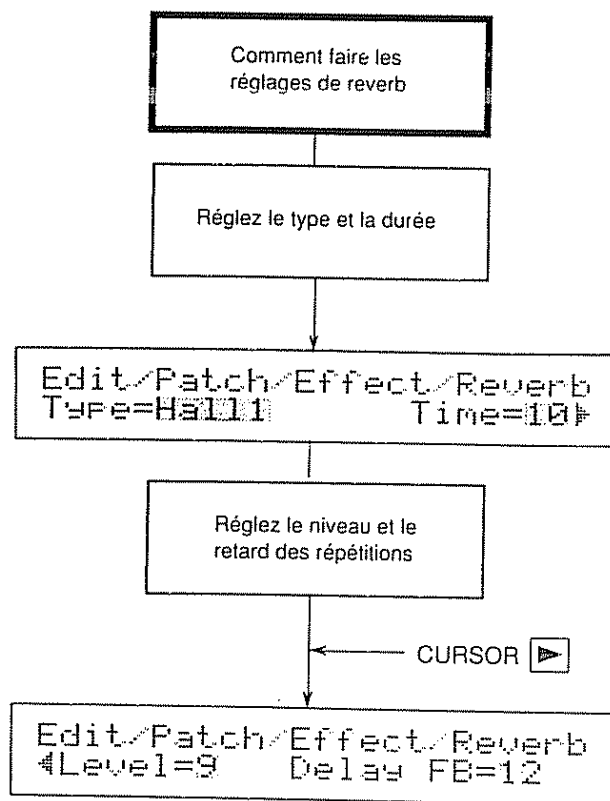 Comment faire les
réglages de reverb
Réglez le type et la durée
Edit/Patch/Effect/Reverb
Type=Hall1 Time=10▶
Réglez le niveau et le
retard des répétitions
CURSOR ▶
Edit/Patch/Effect/Reverb
◀Level=9 Delay FB=12